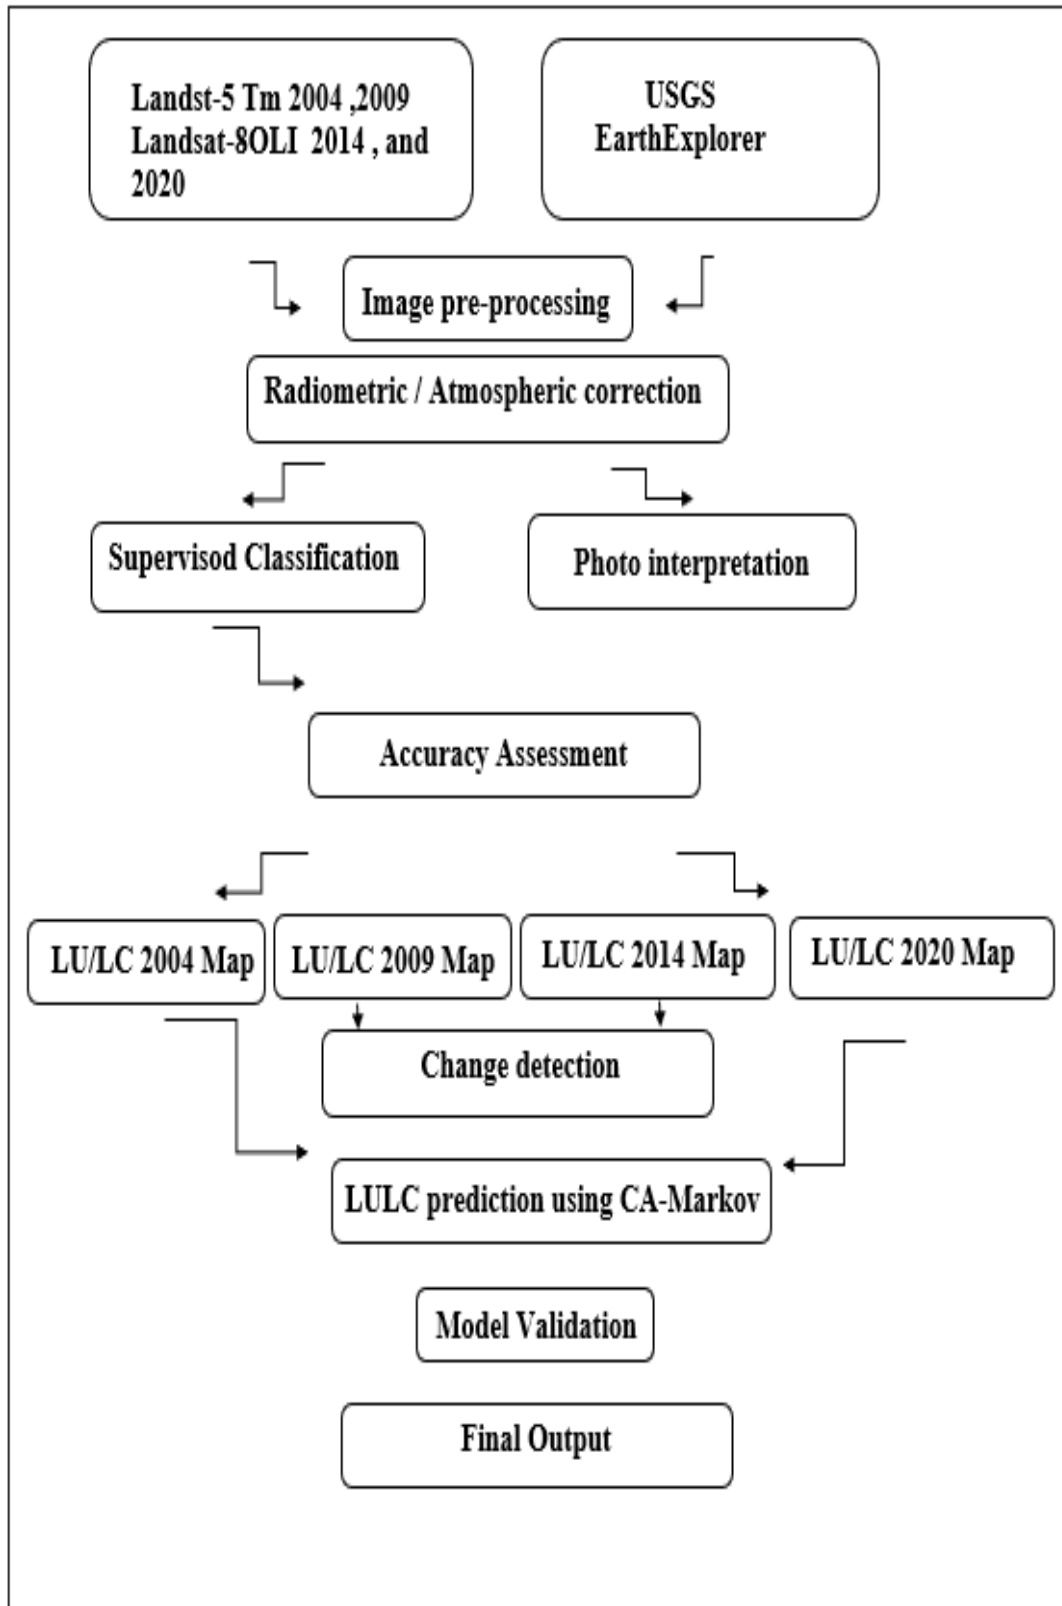 Landst-5 Tm 2004 ,2009
Landsat-8OLI 2014 , and
2020
USGS
EarthExplorer
Image pre-processing
Radiometric / Atmospheric correction
Supervisod Classification
Photo interpretation
Accuracy Assessment
LU/LC 2004 Map
LU/LC 2009 Map
LU/LC 2014 Map
LU/LC 2020 Map
Change detection
LULC prediction using CA-Markov
Model Validation
Final Output